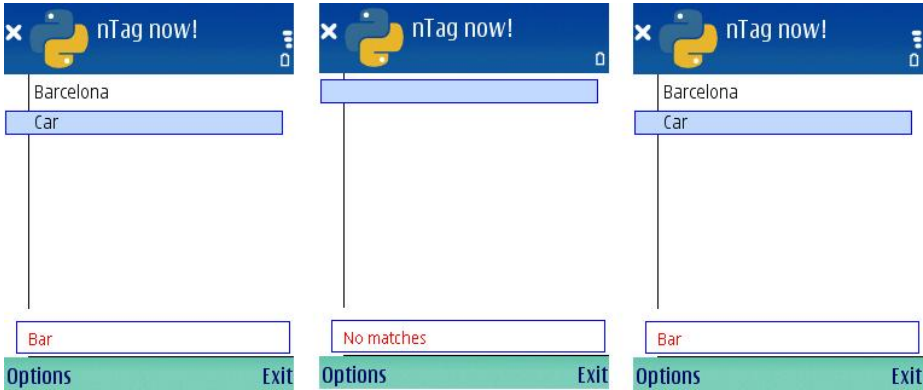 nTag now!
Barcelona
Car
Bar
Options Exit
nTag now!
No matches
Options Exit
nTag now!
Barcelona
Car
Bar
Options Exit